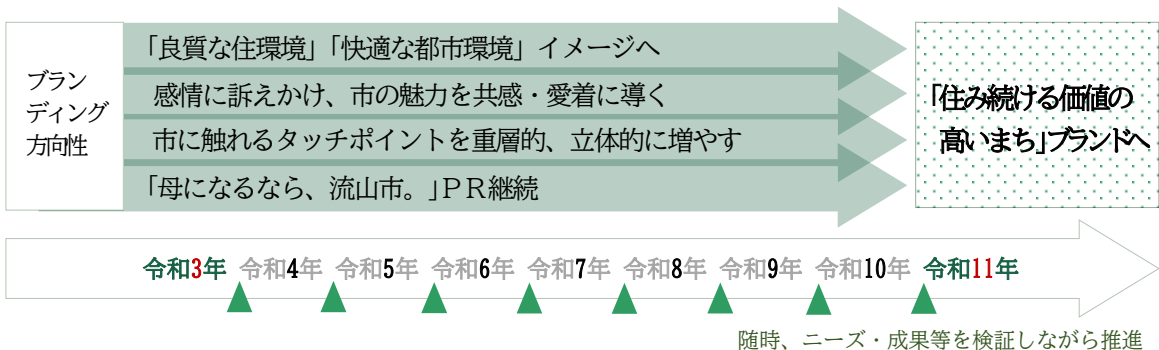 ブラン
ディング
方向性
「良質な住環境」「快適な都市環境」イメージへ
感情に訴えかけ、市の魅力を共感・愛着に導く
市に触れるタッチポイントを重層的、立体的に増やす
「母になるなら、流山市。」ＰＲ継続
「住み続ける価値の
高いまち」ブランドへ
令和3年 令和4年 令和5年 令和6年 令和7年 令和8年 令和9年 令和10年 令和11年
随時、ニーズ・成果等を検証しながら推進